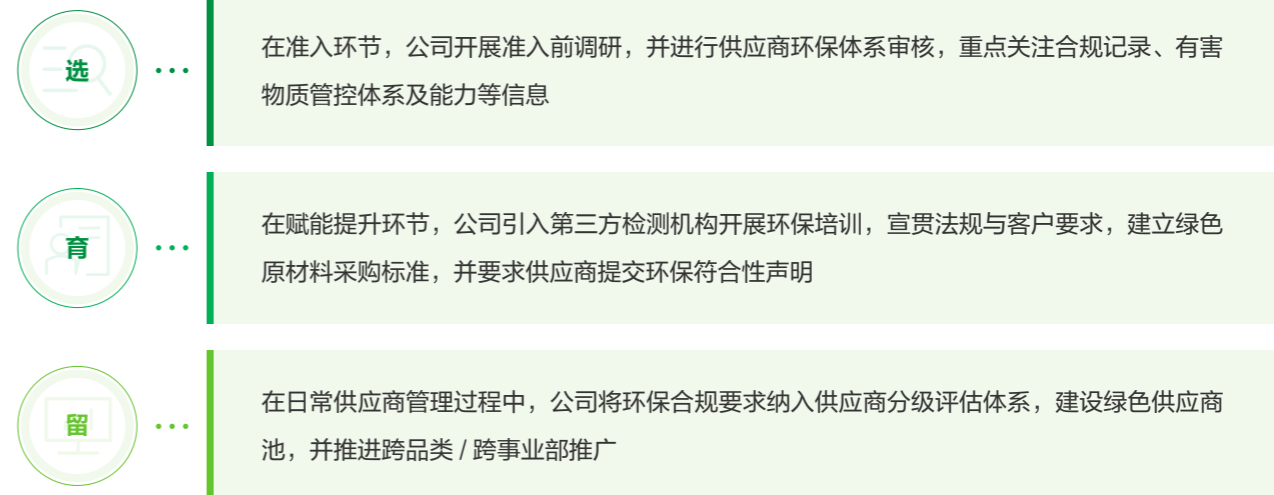 选
在准入环节，公司开展准入前调研，并进行供应商环保体系审核，重点关注合规记录、有害
物质管控体系及能力等信息
育
在赋能提升环节，公司引入第三方检测机构开展环保培训，宣贯法规与客户要求，建立绿色
原材料采购标准，并要求供应商提交环保符合性声明
留
在日常供应商管理过程中，公司将环保合规要求纳入供应商分级评估体系，建设绿色供应商
池，并推进跨品类 / 跨事业部推广